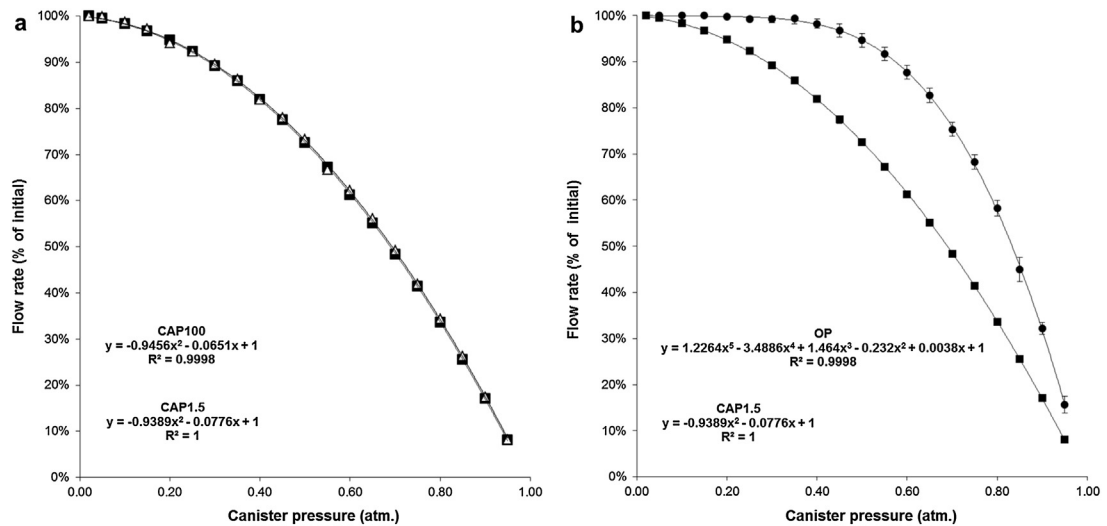 a
100%
90%
80%
70%
60%
50%
40%
30%
20%
10%
0%
Flow rate (% of initial)
CAP100
y = -0.9456x² - 0.0651x + 1
R² = 0.9998
CAP1.5
y = -0.9389x² - 0.0776x + 1
R² = 1
0.00 0.20 0.40 0.60 0.80 1.00
Canister pressure (atm.)
b
100%
90%
80%
70%
60%
50%
40%
30%
20%
10%
0%
Flow rate (% of initial)
OP
y = 1.2264x⁵ - 3.4886x⁴ + 1.464x³ - 0.232x² + 0.0038x + 1
R² = 0.9998
CAP1.5
y = -0.9389x² - 0.0776x + 1
R² = 1
0.00 0.20 0.40 0.60 0.80 1.00
Canister pressure (atm.)